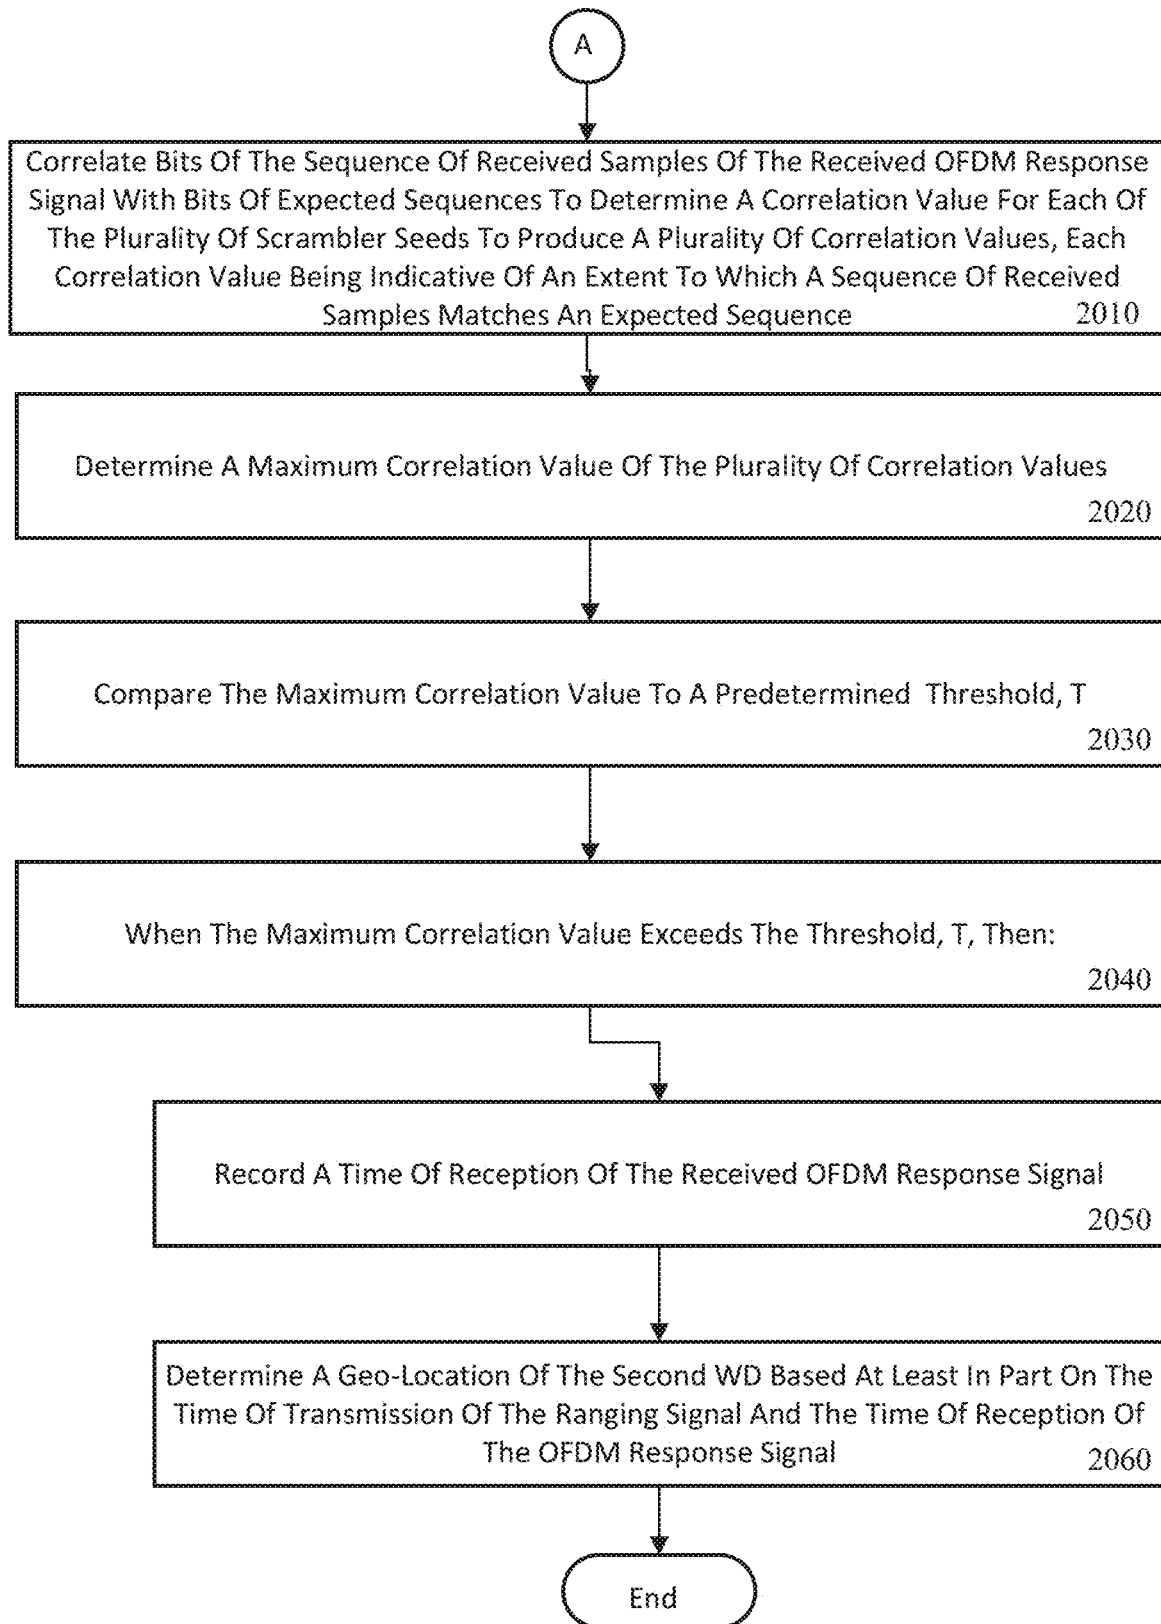 A
Correlate Bits Of The Sequence Of Received Samples Of The Received OFDM Response
Signal With Bits Of Expected Sequences To Determine A Correlation Value For Each Of
The Plurality Of Scrambler Seeds To Produce A Plurality Of Correlation Values, Each
Correlation Value Being Indicative Of An Extent To Which A Sequence Of Received
Samples Matches An Expected Sequence 2010
Determine A Maximum Correlation Value Of The Plurality Of Correlation Values
2020
Compare The Maximum Correlation Value To A Predetermined Threshold, T
2030
When The Maximum Correlation Value Exceeds The Threshold, T, Then:
2040
Record A Time Of Reception Of The Received OFDM Response Signal
2050
Determine A Geo-Location Of The Second WD Based At Least In Part On The
Time Of Transmission Of The Ranging Signal And The Time Of Reception Of
The OFDM Response Signal 2060
End